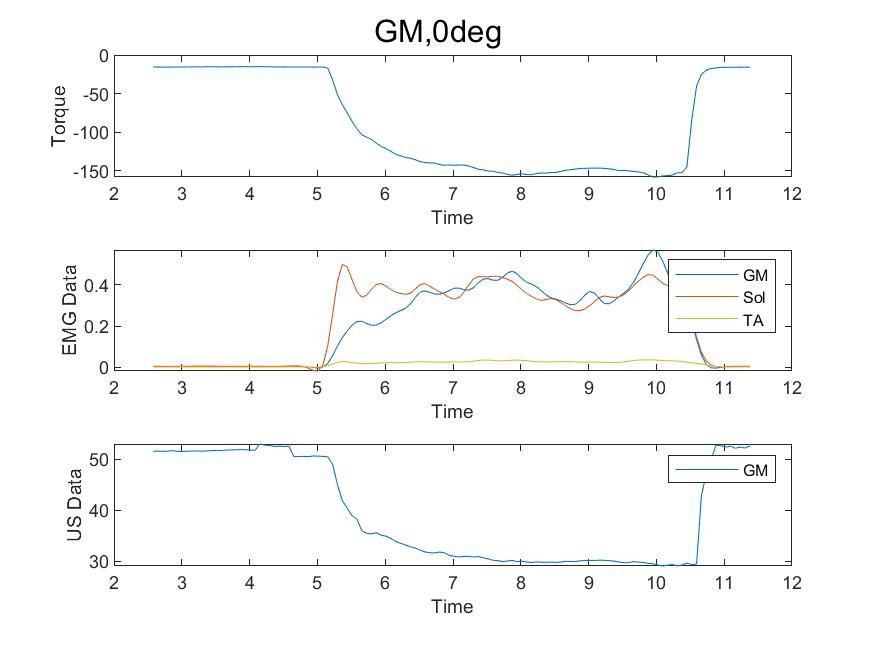 GM,0deg
0
-50
-100
-150
Torque
2 3 4 5 6 7 8 9 10 11 12
Time
0.4
0.2
0
EMG Data
GM
Sol
TA
2 3 4 5 6 7 8 9 10 11 12
Time
50
40
30
US Data
GM
2 3 4 5 6 7 8 9 10 11 12
Time